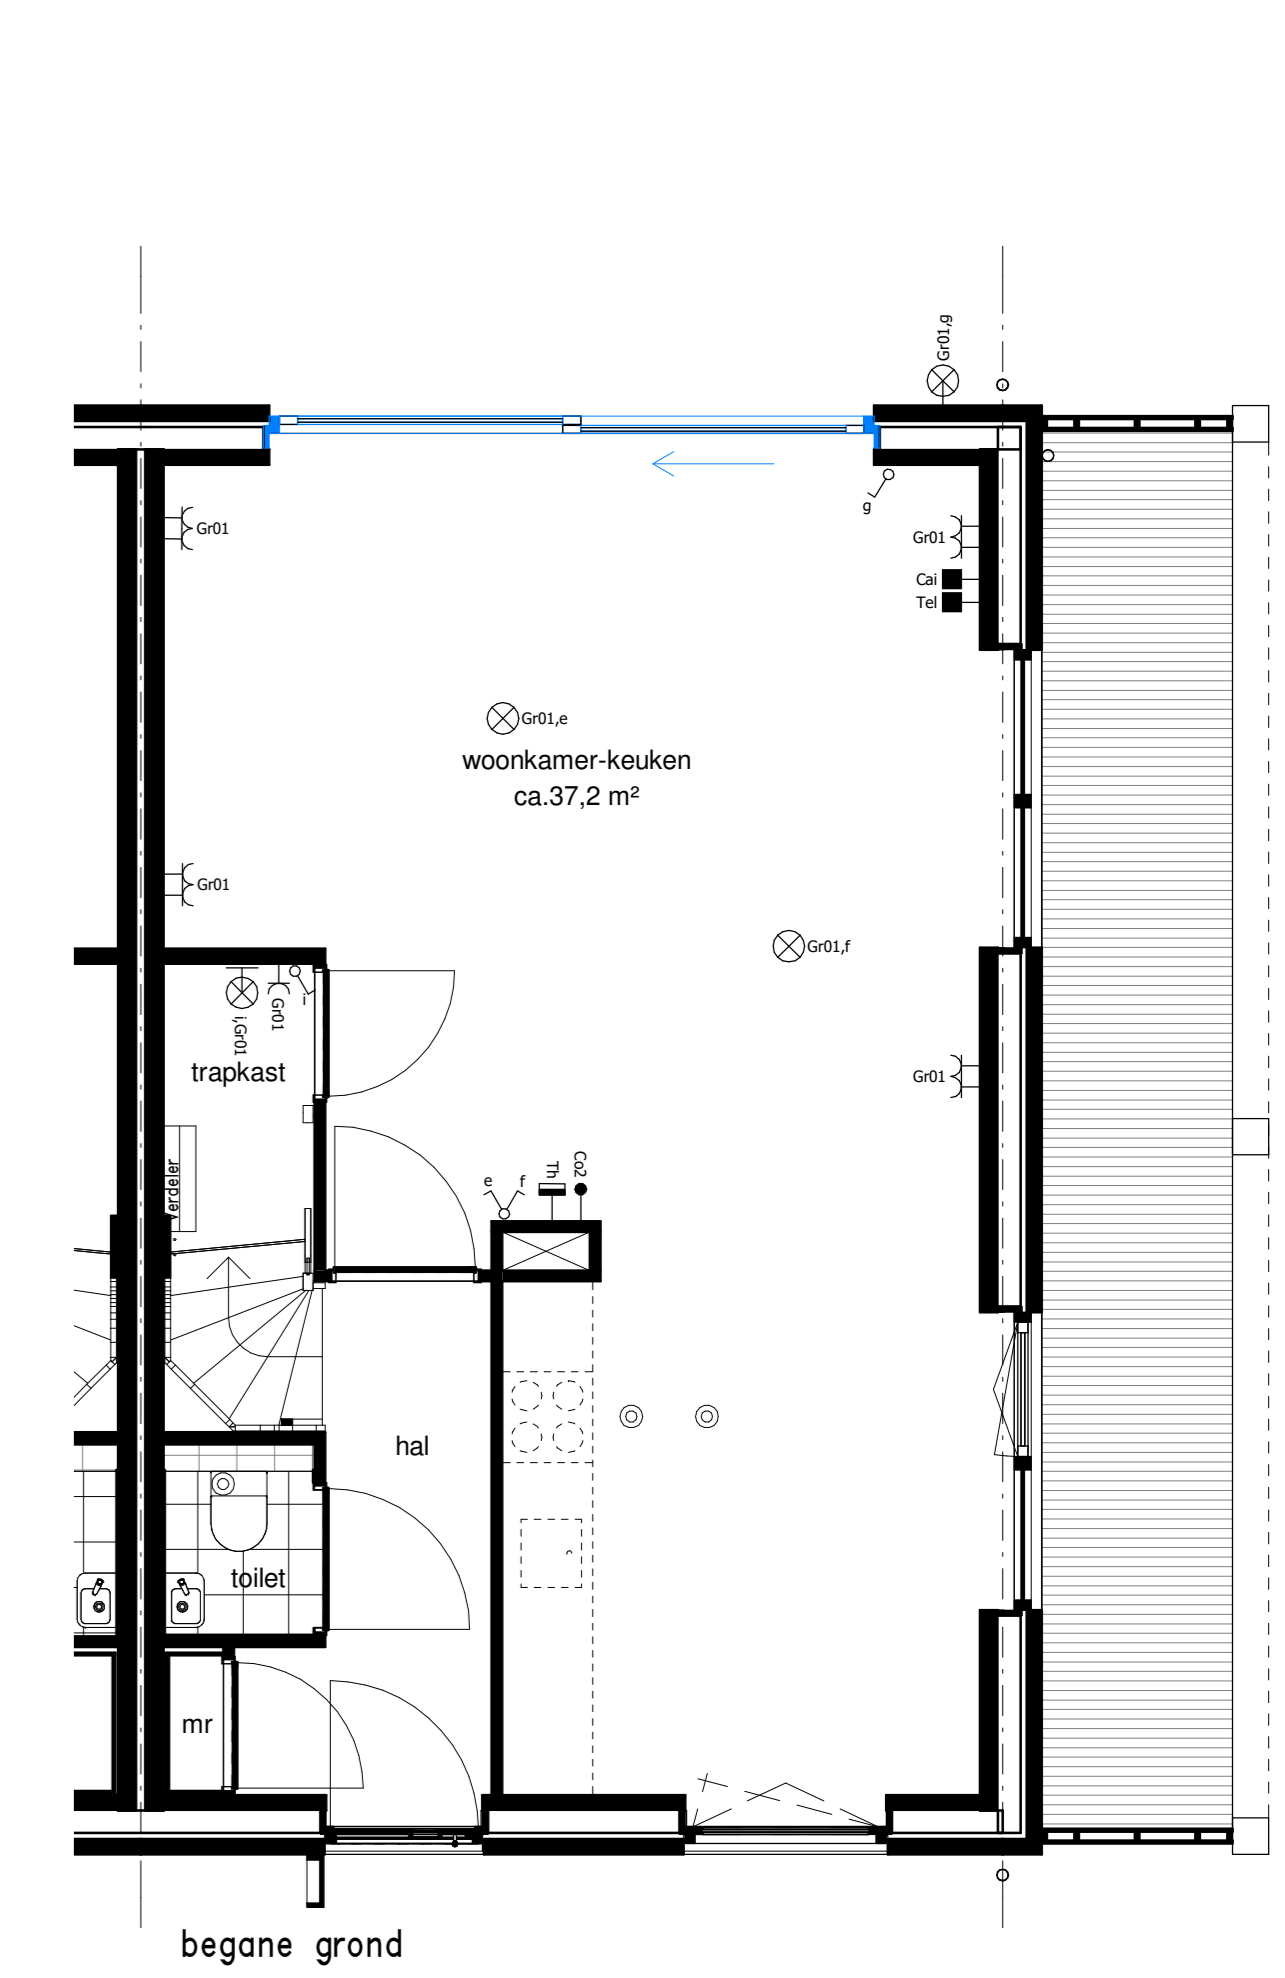 Gr01,g
g
Gr01
Gr01
Cai
Tel
Gr01,e
woonkamer-keuken
ca.37,2 m²
Gr01
Gr01,f
i
Gr01
i,Gr01
trapkast
Gr01
Verdeler
e
f
Th
Co2
hal
toilet
mr
begane grond